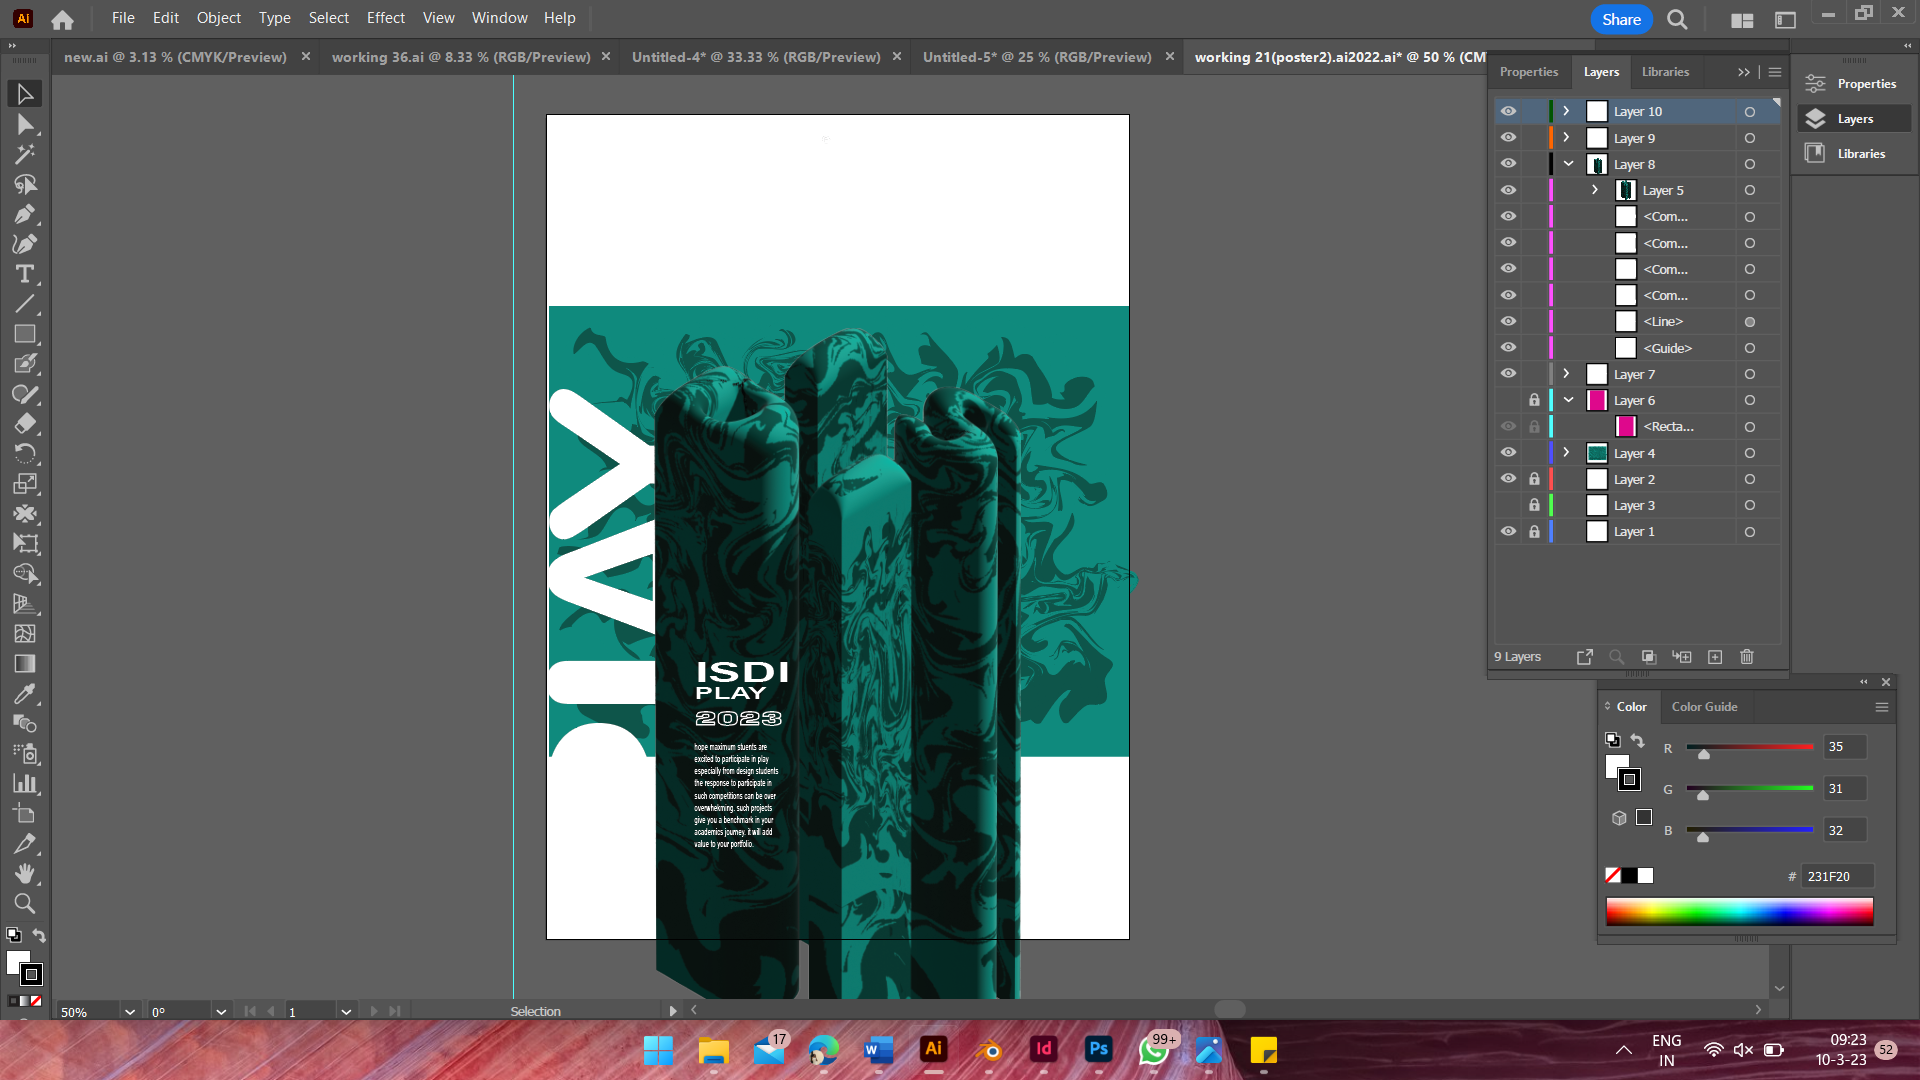 Ai File Edit Object Type Select Effect View Window Help Share
new.ai @ 3.13 % (CMYK/Preview) × working 36.ai @ 8.33 % (RGB/Preview) × Untitled-4* @ 33.33 % (RGB/Preview) × Untitled-5* @ 25 % (RGB/Preview) × working 21(poster2).ai2022.ai* @ 50 % (CM
Properties Layers Libraries
Layer 10
Layer 9
Layer 8
Layer 5
<Com...
<Com...
<Com...
<Com...
<Line>
<Guide>
Layer 7
Layer 6
<Recta...
Layer 4
Layer 2
Layer 3
Layer 1
9 Layers
Properties
Layers
Libraries
Color Color Guide
R 35
G 31
B 32
# 231F20
ISDI
PLAY
2023
hope maximum stuents are
excited to participate in play
especially from design students
the response to participate in
such competitions can be over
overwhekming. such projects
give you a benchmark in your
academics journey. it will add
value to your portfolio.
50% 0° 1 Selection
17 W Ai Id Ps 99+
ENG
IN
09:23
10-3-23
52